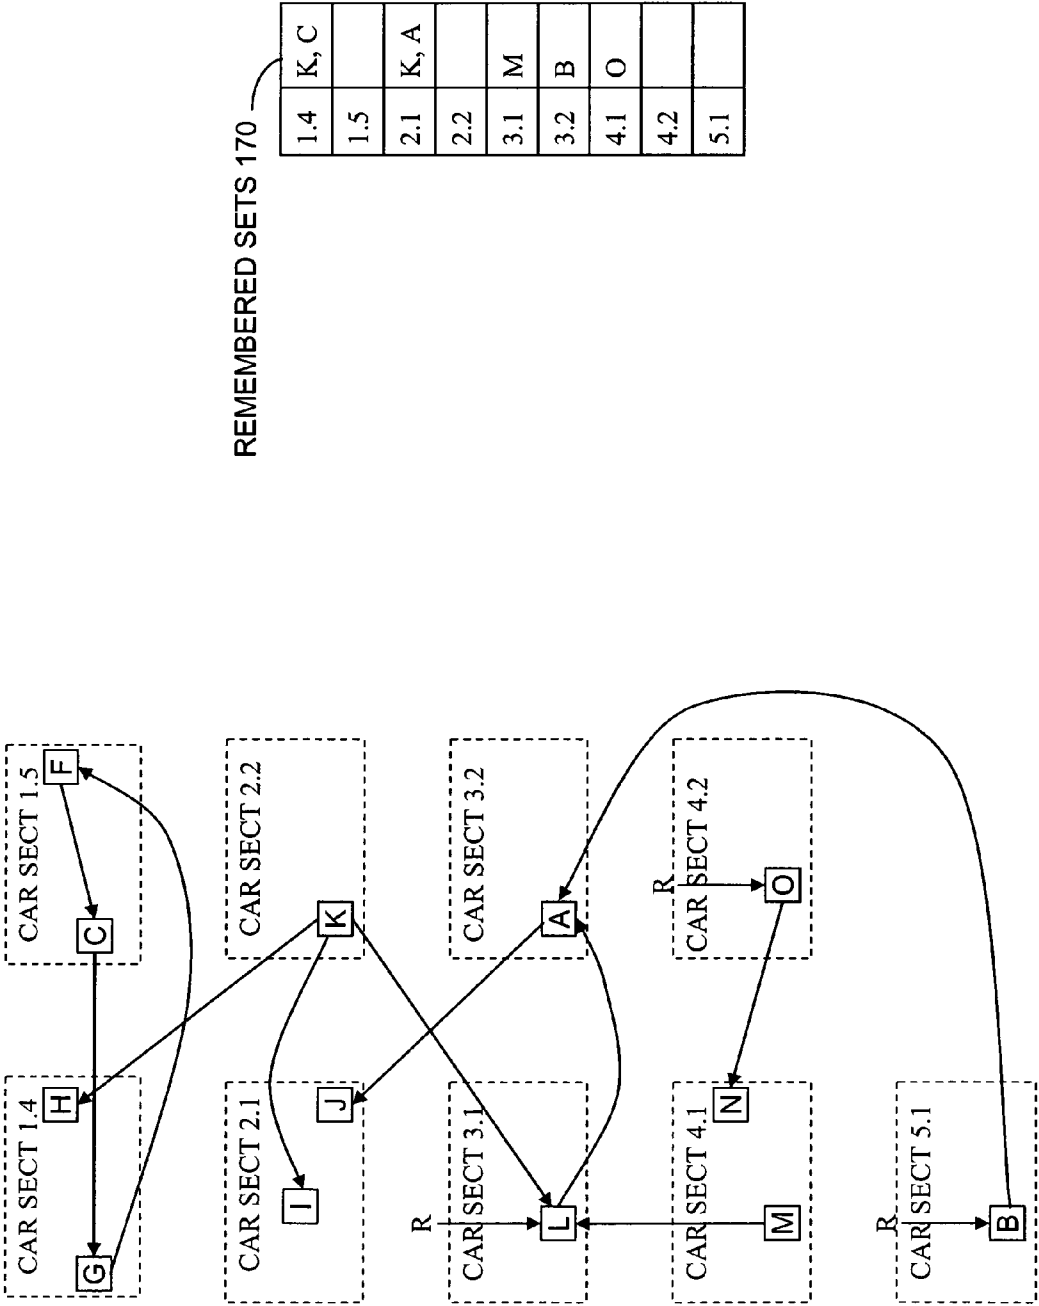 CAR SECT 1.4
H
G
CAR SECT 1.5
F
C
CAR SECT 2.1
I
J
CAR SECT 2.2
K
R
CAR SECT 3.1
L
CAR SECT 3.2
A
CAR SECT 4.1
N
M
R
CAR SECT 4.2
O
R
CAR SECT 5.1
B
REMEMBERED SETS 170
1.4 K, C
1.5
2.1 K, A
2.2
3.1 M
3.2 B
4.1 O
4.2
5.1